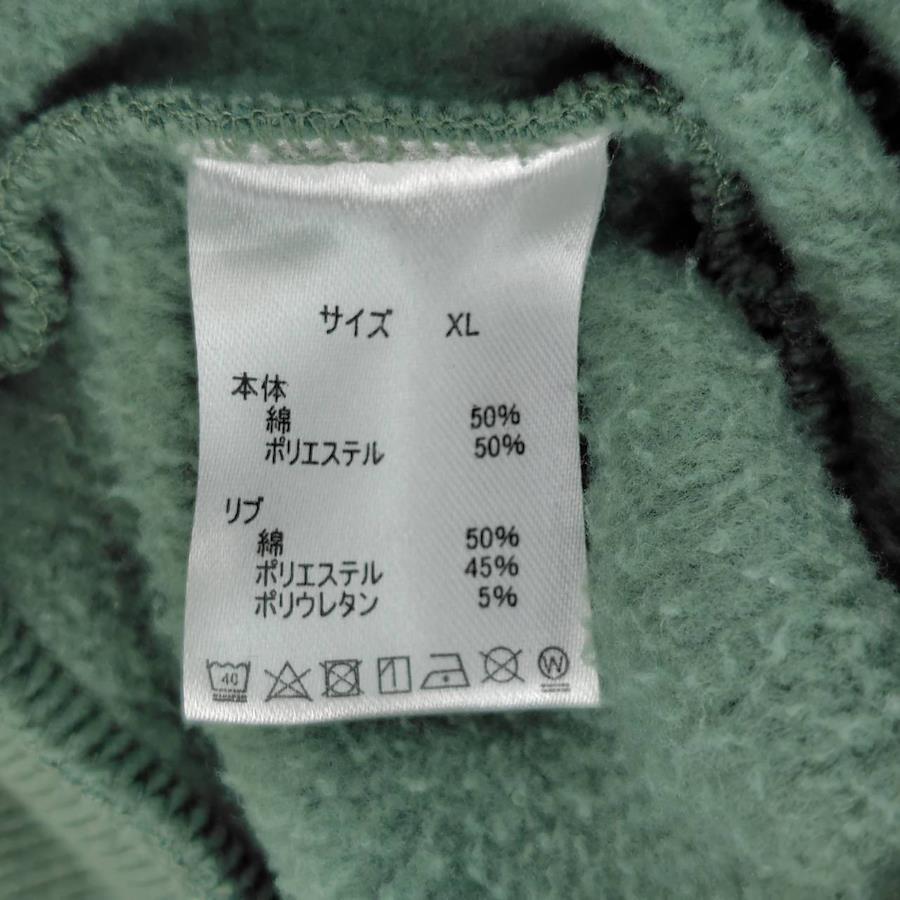 サイズ XL
本体
綿 50%
ポリエステル 50%
リブ
綿 50%
ポリエステル 45%
ポリウレタン 5%
40 W